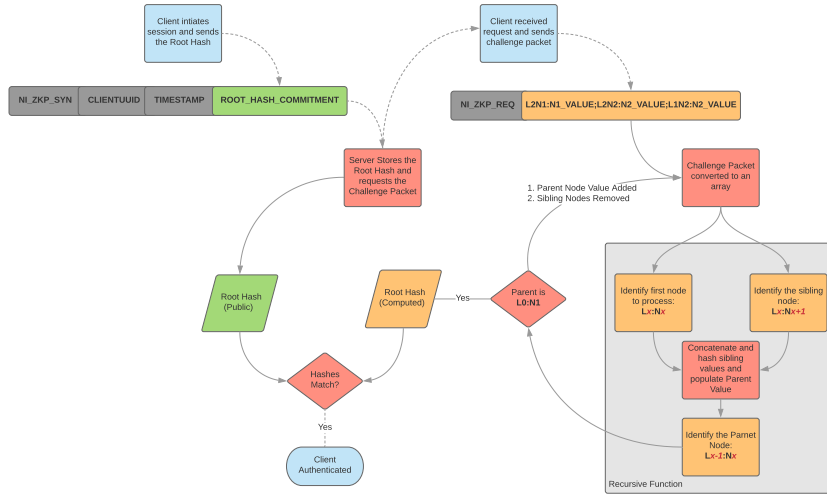 Client intiates
session and sends
the Root Hash
Client received
request and sends
challenge packet
NI_ZKP_SYN
CLIENTUUID
TIMESTAMP
ROOT_HASH_COMMITMENT
NI_ZKP_REQ
L2N1:N1_VALUE;L2N2:N2_VALUE;L1N2:N2_VALUE
Server Stores the
Root Hash and
requests the
Challenge Packet
Challenge Packet
converted to an
array
1. Parent Node Value Added
2. Sibling Nodes Removed
Root Hash
(Public)
Root Hash
(Computed)
Yes
Parent is
L0:N1
Identify first node
to process:
Lx:Nx
Identify the sibling
node:
Lx:Nx+1
Concatenate and
hash sibling
values and
populate Parent
Value
Hashes
Match?
Yes
Identify the Parnet
Node:
Lx-1:Nx
Client
Authenticated
Recursive Function